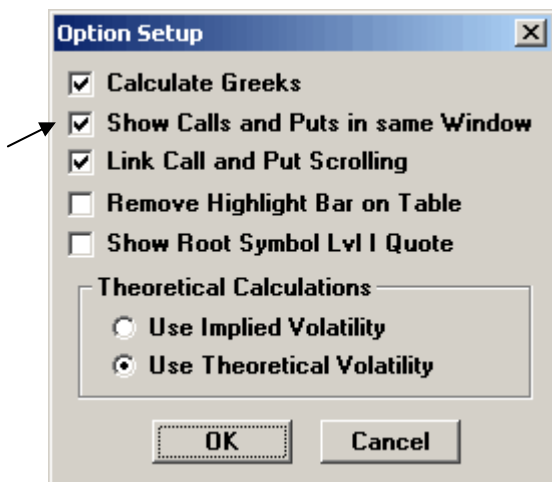 Option Setup
Calculate Greeks
Show Calls and Puts in same Window
Link Call and Put Scrolling
Remove Highlight Bar on Table
Show Root Symbol Lvl I Quote
Theoretical Calculations
Use Implied Volatility
Use Theoretical Volatility
OK Cancel